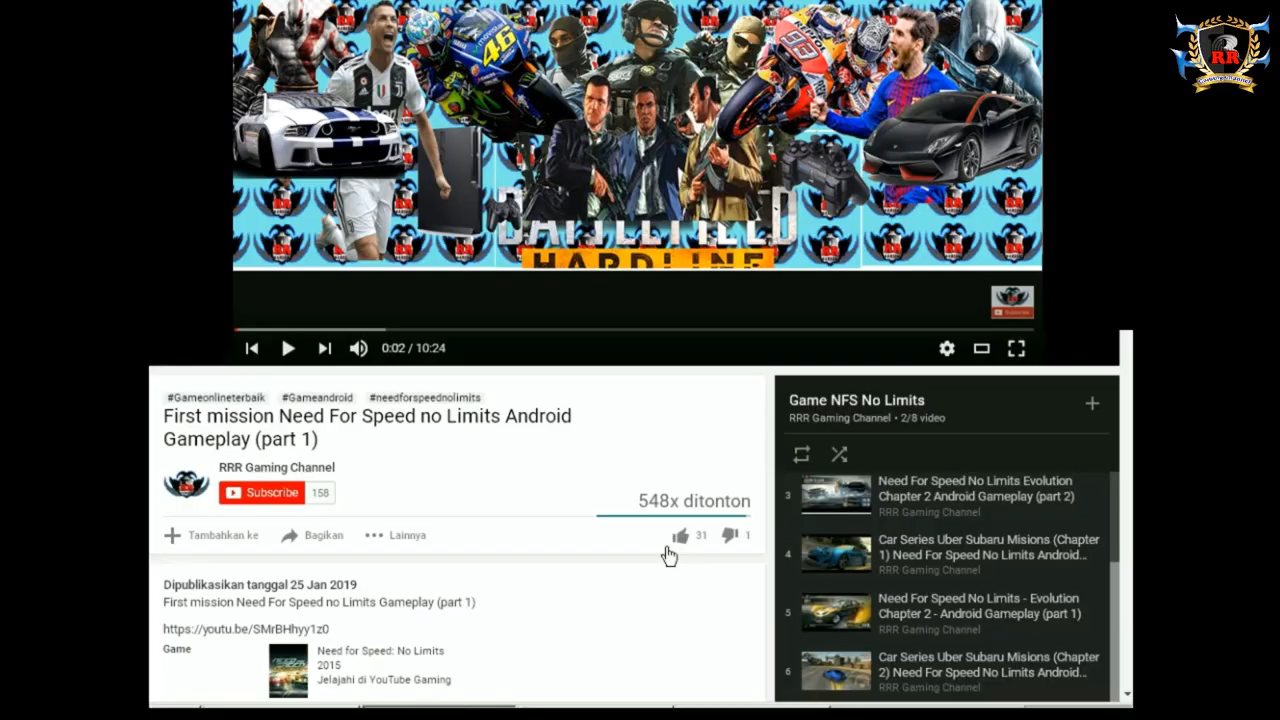 46
93
REPSOL
BATTLEFIELD
HARDLINE
RR
Subscribe
0:02 / 10:24
#Gameonlineterbaik #Gameandroid #needforspeednolimits
First mission Need For Speed no Limits Android
Gameplay (part 1)
RRR Gaming Channel
Subscribe 158
548x ditonton
Tambahkan ke Bagikan Lainnya 31 1
Dipublikasikan tanggal 25 Jan 2019
First mission Need For Speed no Limits Gameplay (part 1)
https://youtu.be/SMrBHhyy1z0
Game
Need for Speed: No Limits
2015
Jelajahi di YouTube Gaming
Game NFS No Limits
RRR Gaming Channel • 2/8 video
3
Need For Speed No Limits Evolution
Chapter 2 Android Gameplay (part 2)
RRR Gaming Channel
4
Car Series Uber Subaru Misions (Chapter
1) Need For Speed No Limits Android...
RRR Gaming Channel
5
Need For Speed No Limits - Evolution
Chapter 2 - Android Gameplay (part 1)
RRR Gaming Channel
6
Car Series Uber Subaru Misions (Chapter
2) Need For Speed No Limits Android...
RRR Gaming Channel